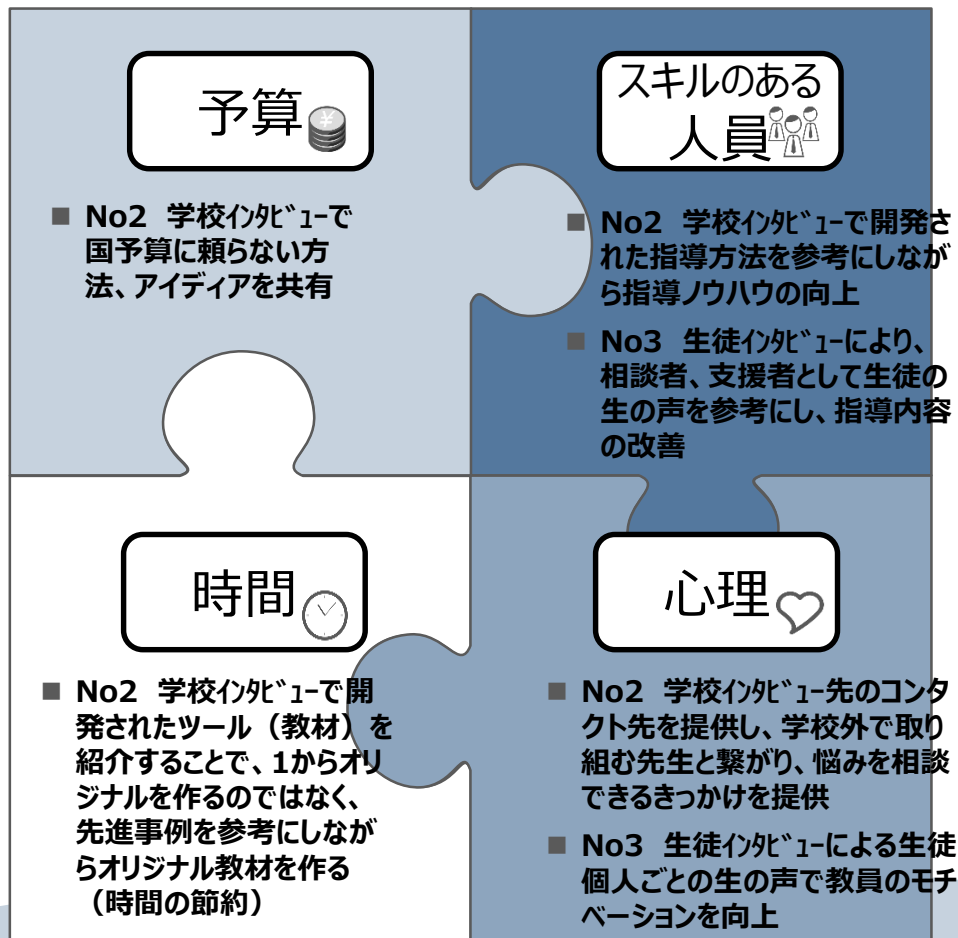 予算
■ No2 学校ｲﾝﾀﾋﾞｭｰで
国予算に頼らない方
法、アイディアを共有
スキルのある
人員
■ No2 学校ｲﾝﾀﾋﾞｭｰで開発さ
れた指導方法を参考にしなが
ら指導ノウハウの向上
■ No3 生徒ｲﾝﾀﾋﾞｭｰにより、
相談者、支援者として生徒の
生の声を参考にし、指導内容
の改善
時間
■ No2 学校ｲﾝﾀﾋﾞｭｰで開
発されたツール（教材）を
紹介することで、1からオリ
ジナルを作るのではなく、
先進事例を参考にしなが
らオリジナル教材を作る
（時間の節約）
心理
■ No2 学校ｲﾝﾀﾋﾞｭｰ先のコンタ
クト先を提供し、学校外で取り
組む先生と繋がり、悩みを相談
できるきっかけを提供
■ No3 生徒ｲﾝﾀﾋﾞｭｰによる生徒
個人ごとの生の声で教員のモチ
ベーションを向上